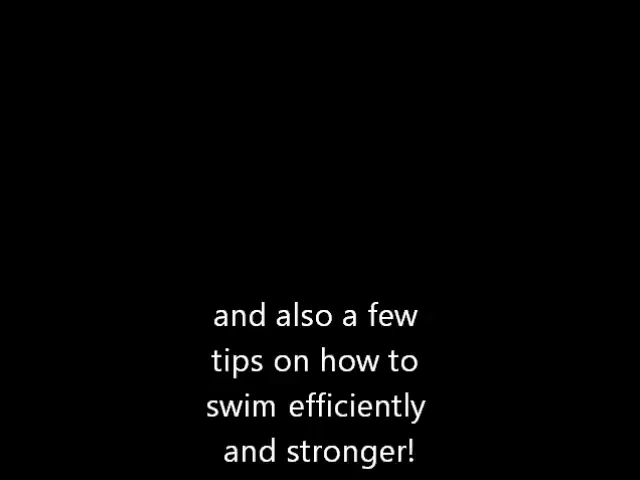 and also a few
tips on how to
swim efficiently
and stronger!